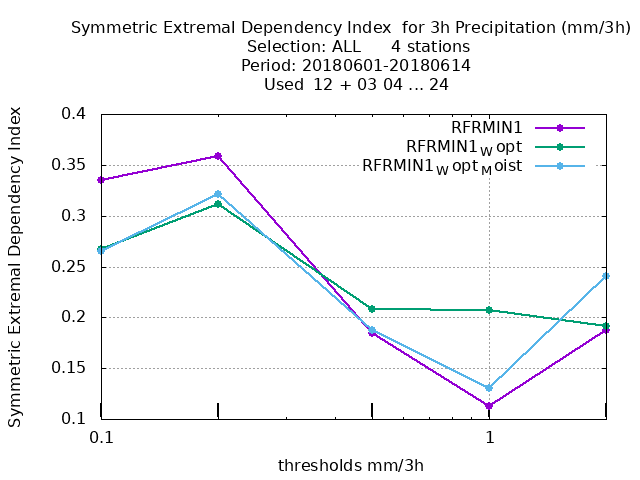 Symmetric Extremal Dependency Index for 3h Precipitation (mm/3h)
Selection: ALL 4 stations
Period: 20180601-20180614
Used 12 + 03 04 ... 24
Symmetric Extremal Dependency Index
0.4
0.35
0.3
0.25
0.2
0.15
0.1
RFRMIN1
RFRMIN1Wopt
RFRMIN1WoptMoist
0.1 1
thresholds mm/3h